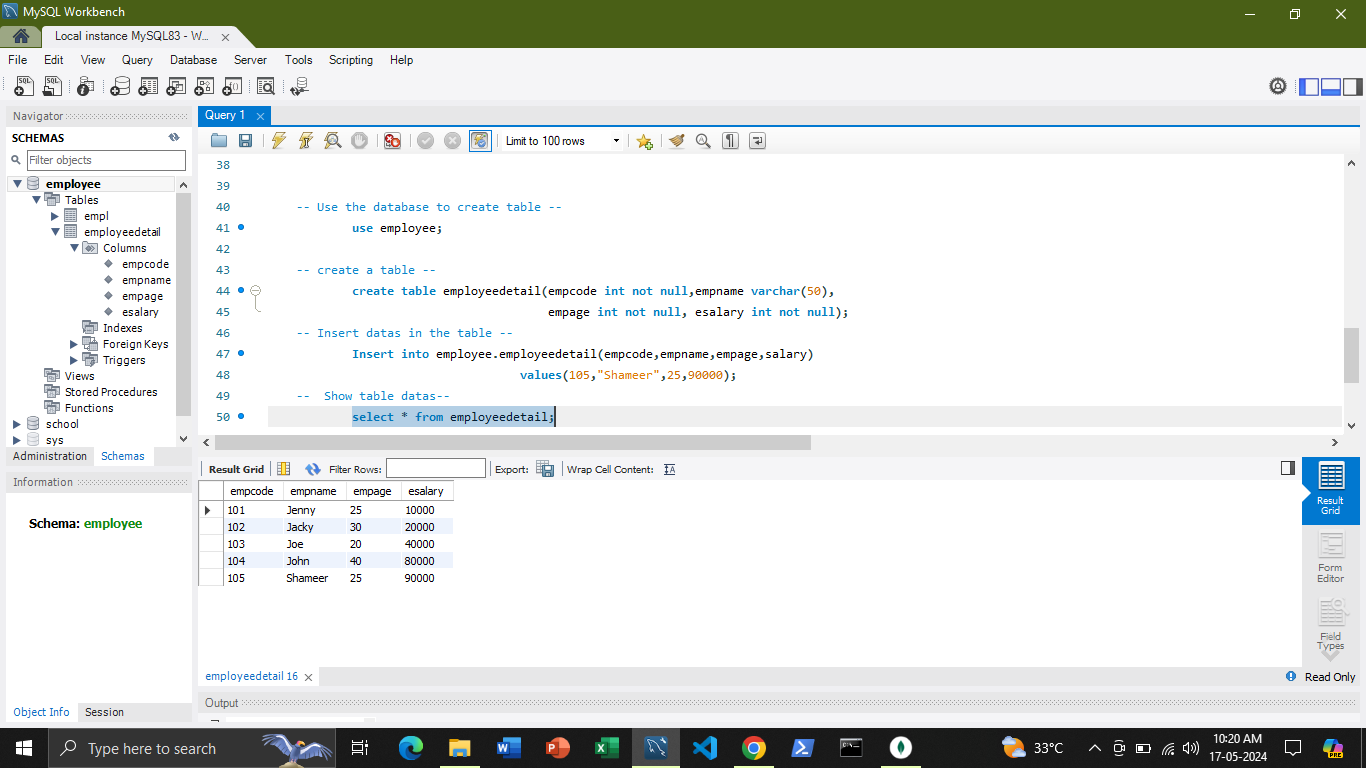 MySQL Workbench
Local instance MySQL83 - W...
File Edit View Query Database Server Tools Scripting Help
Navigator
SCHEMAS
Filter objects
employee
Tables
empl
employeedetail
Columns
empcode
empname
empage
esalary
Indexes
Foreign Keys
Triggers
Views
Stored Procedures
Functions
school
sys
Administration Schemas
Information
Schema: employee
Object Info Session
Query 1
Limit to 100 rows
38
39
40 -- Use the database to create table --
41 use employee;
42
43 -- create a table --
44 create table employeedetail(empcode int not null,empname varchar(50),
45 empage int not null, esalary int not null);
46 -- Insert datas in the table --
47 Insert into employee.employeedetail(empcode,empname,empage,salary)
48 values(105,"Shameer",25,90000);
49 -- Show table datas--
50 select * from employeedetail;
Result Grid Filter Rows: Export: Wrap Cell Content:
empcode empname empage esalary
101 Jenny 25 10000
102 Jacky 30 20000
103 Joe 20 40000
104 John 40 80000
105 Shameer 25 90000
Result
Grid
Form
Editor
Field
Types
employeedetail 16
Read Only
Output
Type here to search
33°C
10:20 AM
17-05-2024